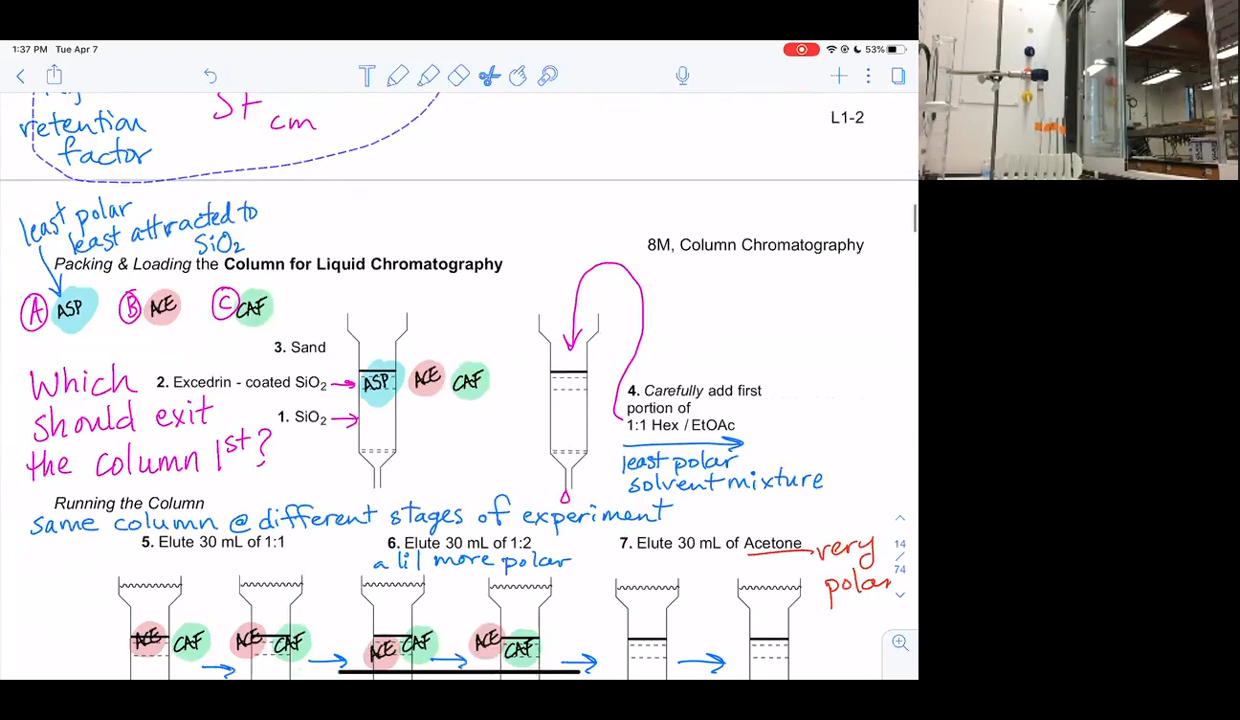 1:37 PM Tue Apr 7
53%
T
St
cm
retention
factor
L1-2
least polar
least attracted to
SiO2
8M, Column Chromatography
Packing & Loading the Column for Liquid Chromatography
A ASP B ACE C CAF
3. Sand
Which
should exit
the column 1st?
2. Excedrin - coated SiO2
ASP ACE CAF
1. SiO2
4. Carefully add first
portion of
1:1 Hex / EtOAc
least polar
solvent mixture
Running the Column
same column @ different stages of experiment
5. Elute 30 mL of 1:1
6. Elute 30 mL of 1:2
a lil more polar
7. Elute 30 mL of Acetone
very
polar
14
/
74
ACE CAF ACE CAF ACE CAF ACE CAF